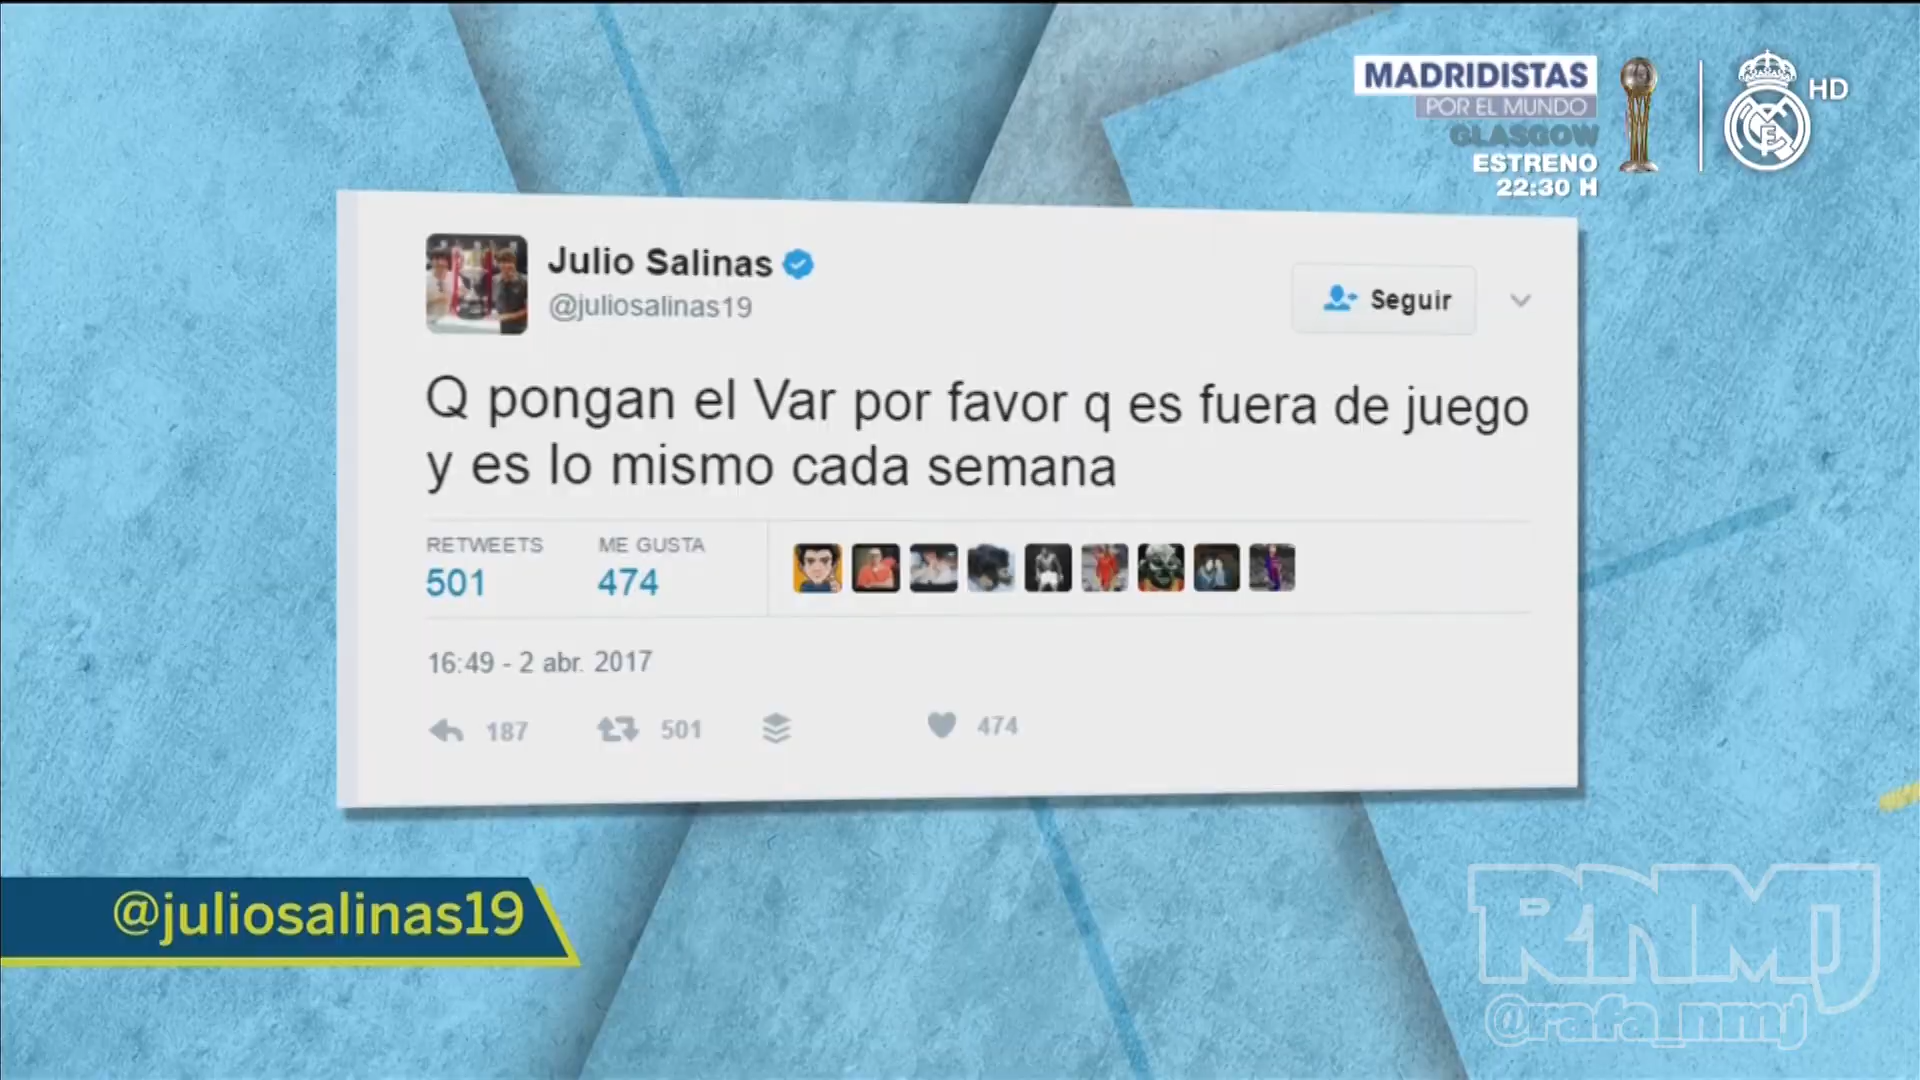 MADRIDISTAS
POR EL MUNDO
GLASGOW
ESTRENO
22:30 H
HD
Julio Salinas
@juliosalinas19
Seguir
Q pongan el Var por favor q es fuera de juego
y es lo mismo cada semana
RETWEETS ME GUSTA
501 474
16:49 - 2 abr. 2017
187 501 474
@juliosalinas19
RNMJ
@rafa_nmj